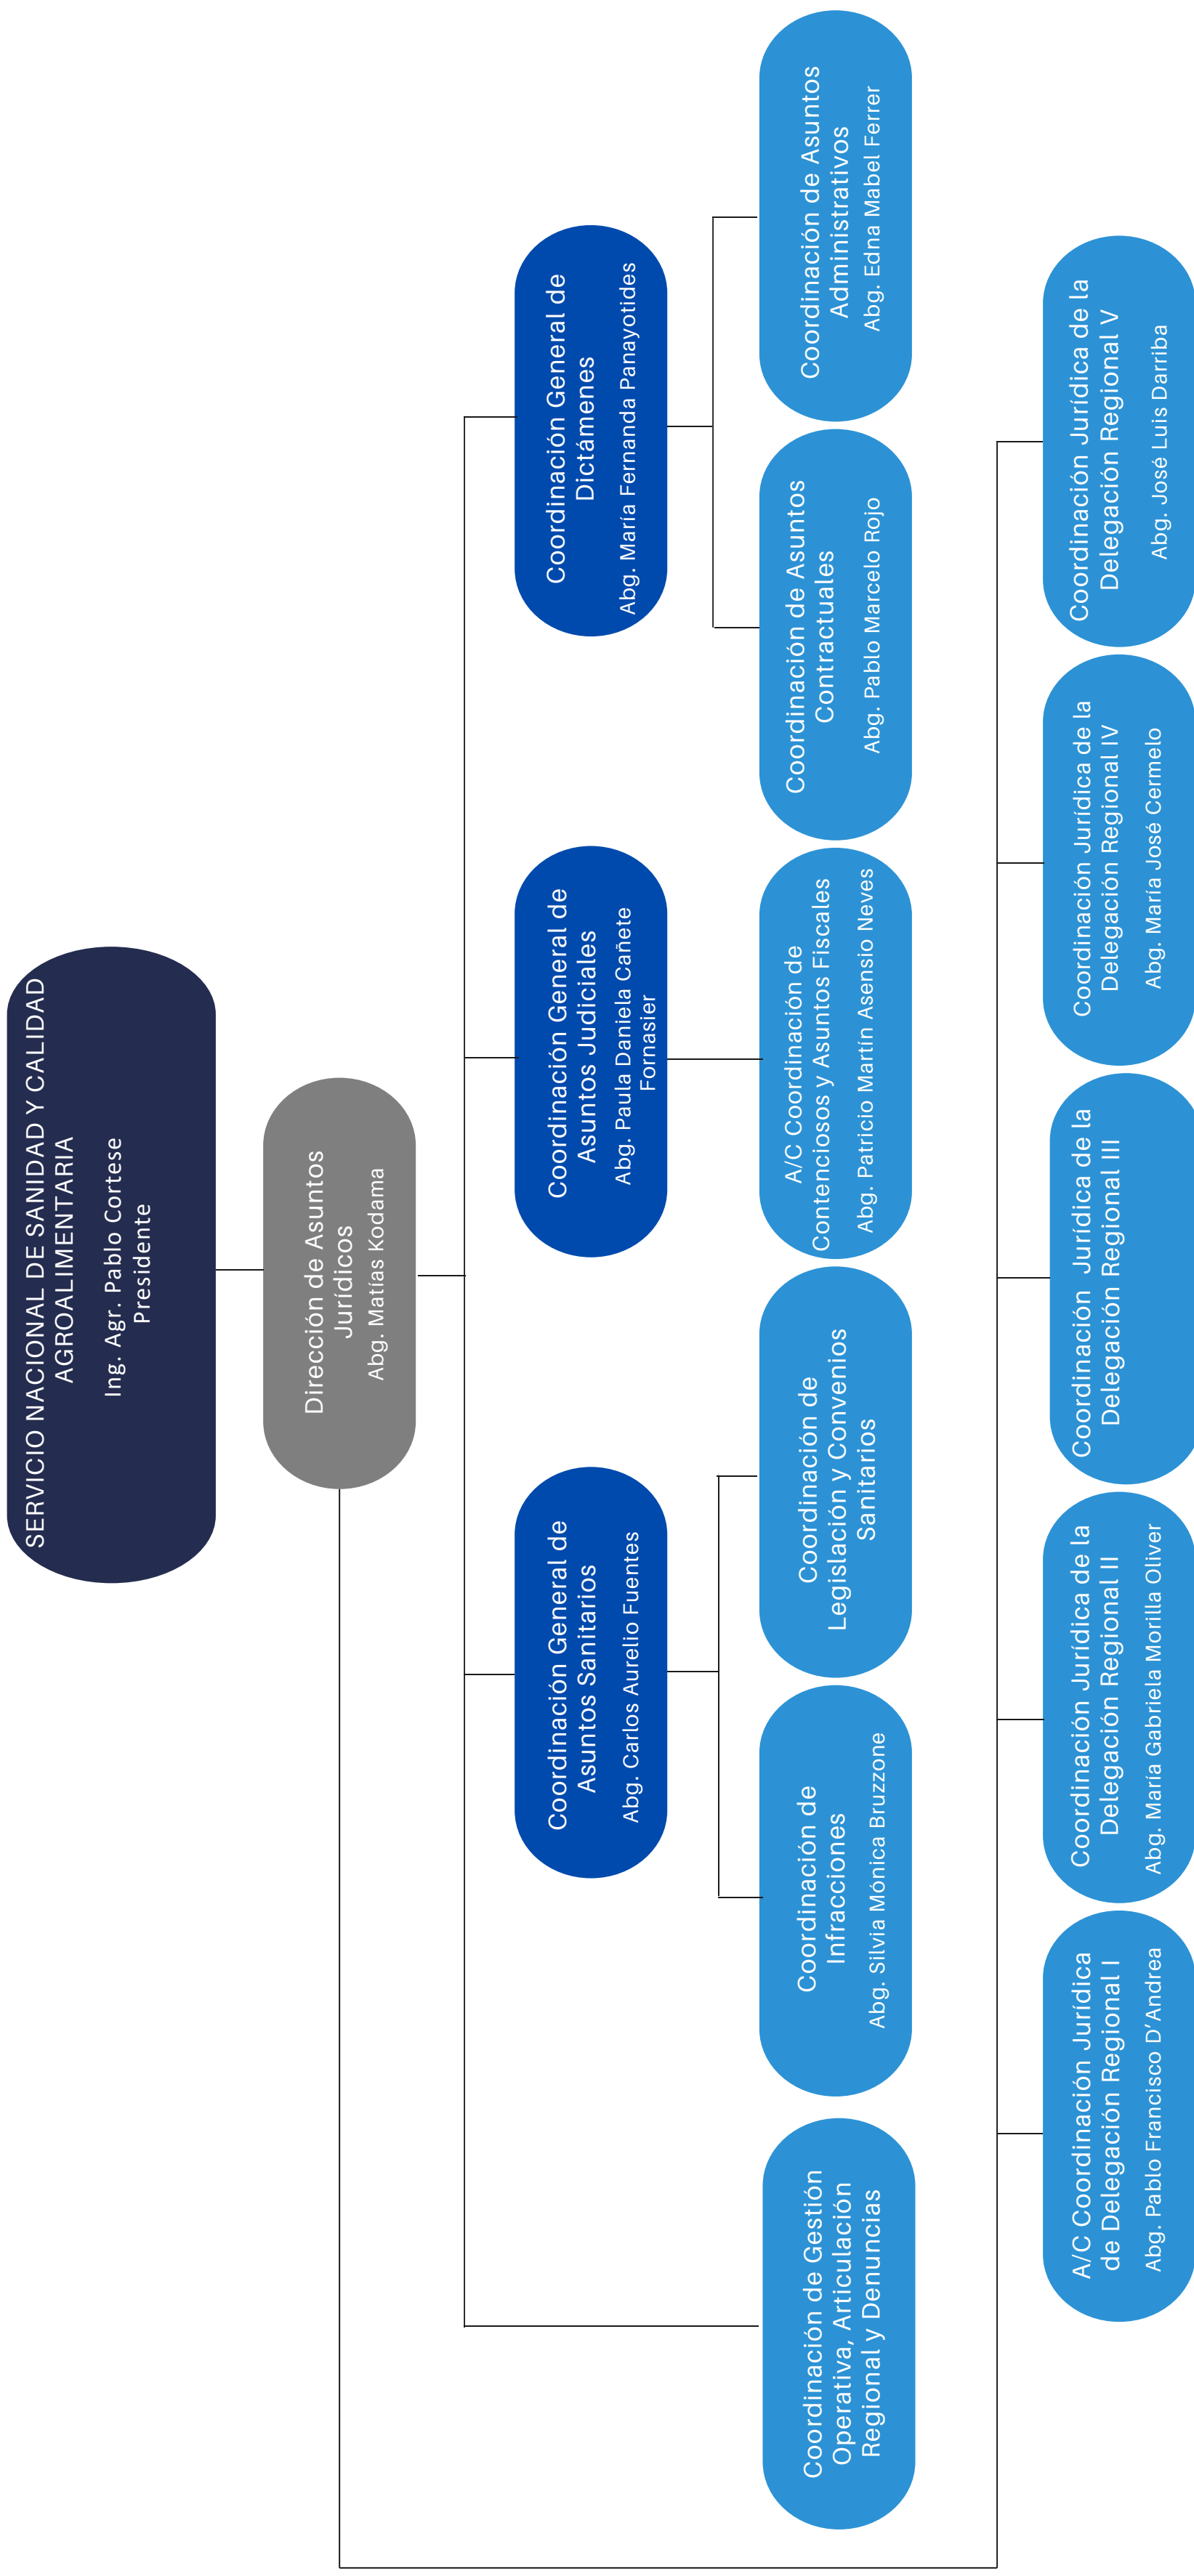 SERVICIO NACIONAL DE SANIDAD Y CALIDAD
AGROALIMENTARIA
Ing. Agr. Pablo Cortese
Presidente
Dirección de Asuntos
Jurídicos
Abg. Matías Kodama
Coordinación General de
Asuntos Sanitarios
Abg. Carlos Aurelio Fuentes
Coordinación General de
Asuntos Judiciales
Abg. Paula Daniela Cañete
Fornasier
Coordinación General de
Dictámenes
Abg. María Fernanda Panayotides
Coordinación de Gestión
Operativa, Articulación
Regional y Denuncias
Coordinación de
Infracciones
Abg. Silvia Mónica Bruzzone
Coordinación de
Legislación y Convenios
Sanitarios
A/C Coordinación de
Contenciosos y Asuntos Fiscales
Abg. Patricio Martín Asensio Neves
Coordinación de Asuntos
Contractuales
Abg. Pablo Marcelo Rojo
Coordinación de Asuntos
Administrativos
Abg. Edna Mabel Ferrer
A/C Coordinación Jurídica
de Delegación Regional I
Abg. Pablo Francisco D'Andrea
Coordinación Jurídica de la
Delegación Regional II
Abg. María Gabriela Morilla Oliver
Coordinación Jurídica de la
Delegación Regional III
Coordinación Jurídica de la
Delegación Regional IV
Abg. María José Cermelo
Coordinación Jurídica de la
Delegación Regional V
Abg. José Luis Darriba